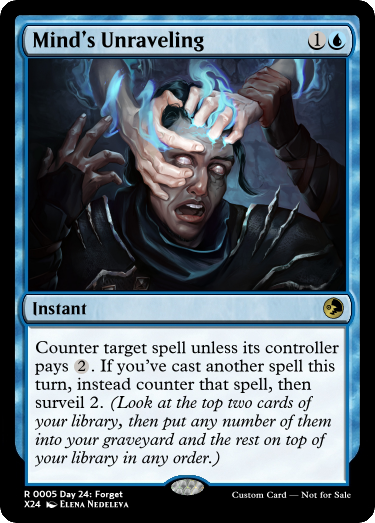 Mind's Unraveling 1
Instant
Counter target spell unless its controller
pays 2. If you've cast another spell this
turn, instead counter that spell, then
surveil 2. (Look at the top two cards of
your library, then put any number of them
into your graveyard and the rest on top of
your library in any order.)
R 0005 Day 24: Forget
X24 Elena Nedeleva
Custom Card — Not for Sale